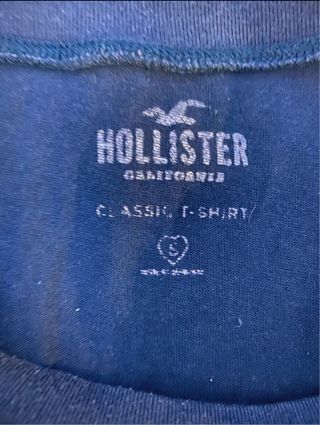 HOLLISTER
CALIFORNIA
CLASSIC T-SHIRT/
S